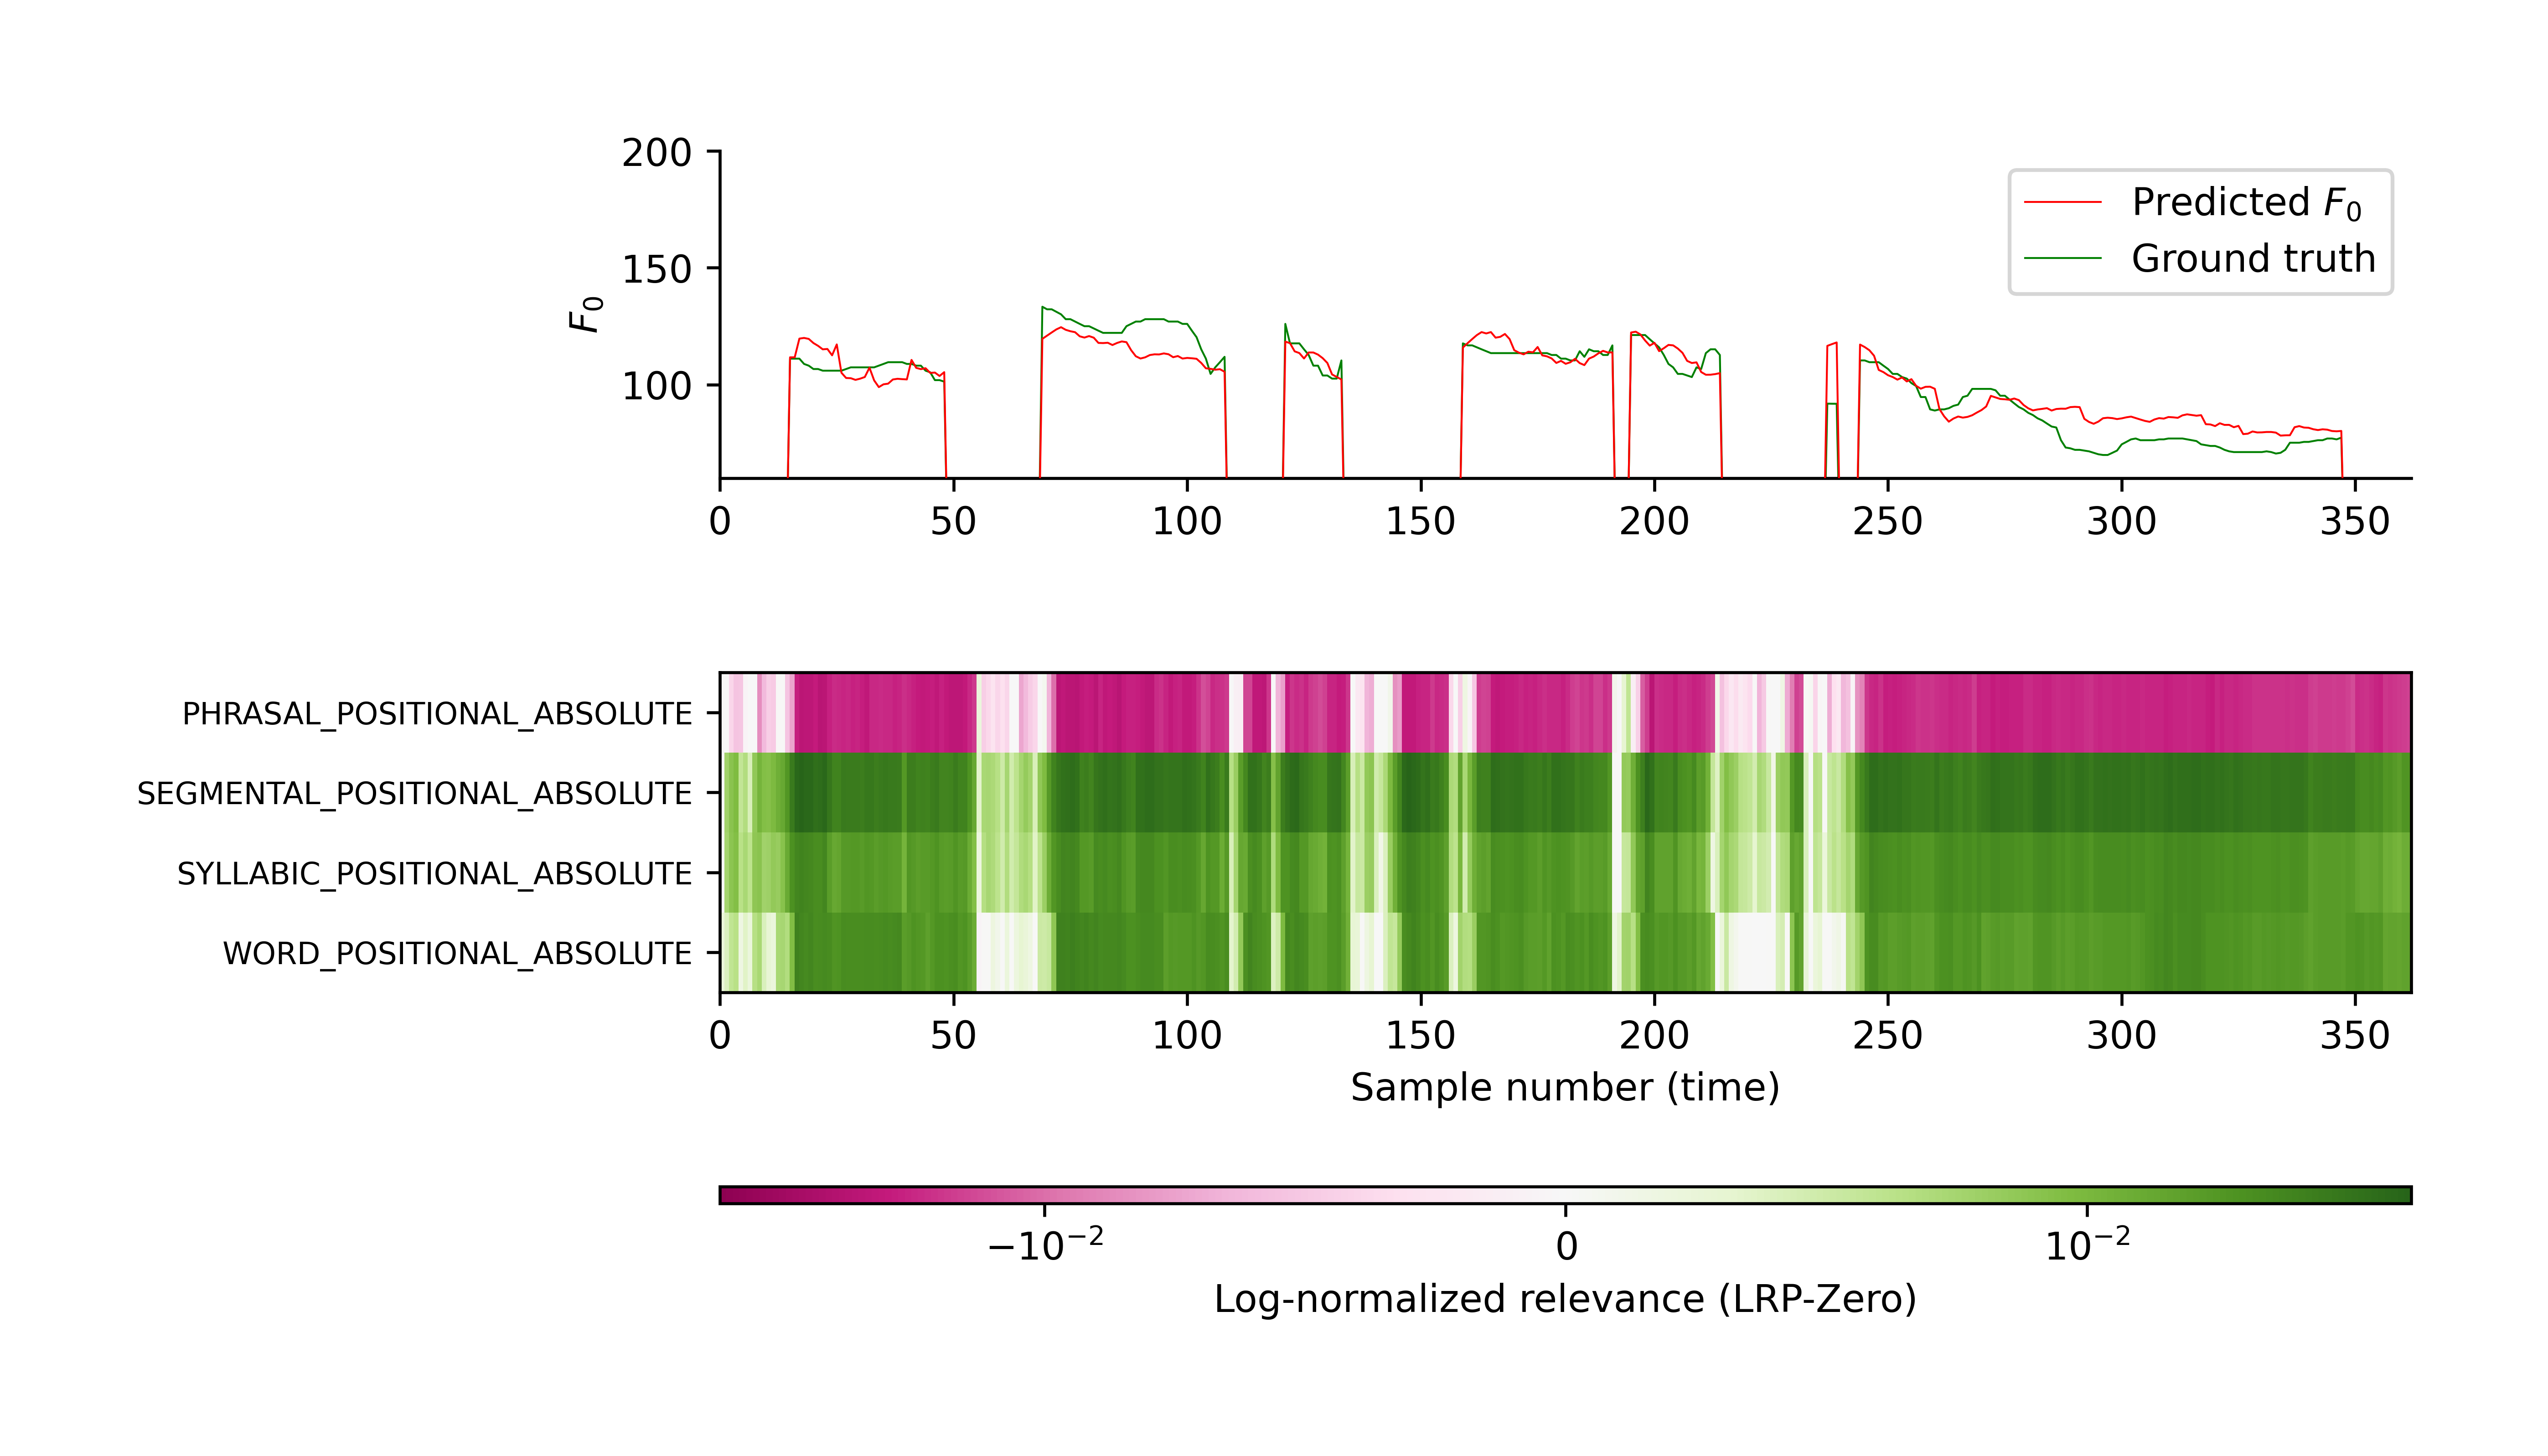 200
150
100
F₀
Predicted F₀
Ground truth
0 50 100 150 200 250 300 350
PHRASAL_POSITIONAL_ABSOLUTE
SEGMENTAL_POSITIONAL_ABSOLUTE
SYLLABIC_POSITIONAL_ABSOLUTE
WORD_POSITIONAL_ABSOLUTE
0 50 100 150 200 250 300 350
Sample number (time)
−10⁻² 0 10⁻²
Log-normalized relevance (LRP-Zero)